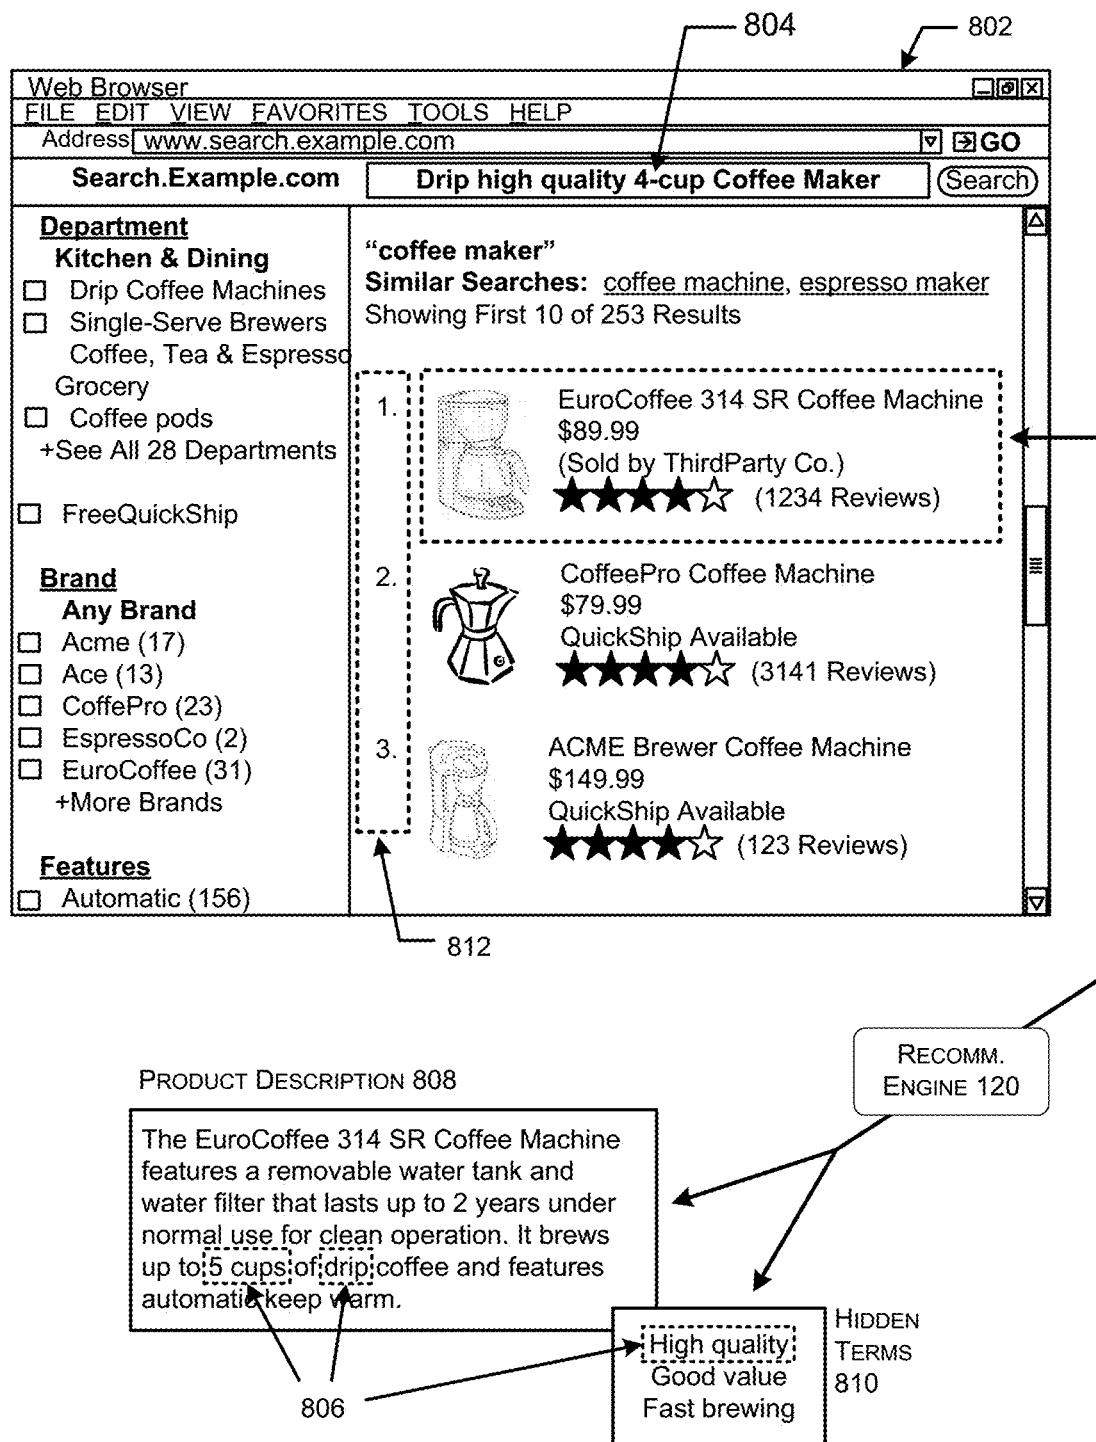 804
802
Web Browser
FILE EDIT VIEW FAVORITES TOOLS HELP
Address www.search.example.com GO
Search.Example.com Drip high quality 4-cup Coffee Maker Search
Department
Kitchen & Dining
Drip Coffee Machines
Single-Serve Brewers
Coffee, Tea & Espresso
Grocery
Coffee pods
+See All 28 Departments
FreeQuickShip
Brand
Any Brand
Acme (17)
Ace (13)
CoffePro (23)
EspressoCo (2)
EuroCoffee (31)
+More Brands
Features
Automatic (156)
“coffee maker”
Similar Searches: coffee machine, espresso maker
Showing First 10 of 253 Results
1.
EuroCoffee 314 SR Coffee Machine
$89.99
(Sold by ThirdParty Co.)
(1234 Reviews)
2.
CoffeePro Coffee Machine
$79.99
QuickShip Available
(3141 Reviews)
3.
ACME Brewer Coffee Machine
$149.99
QuickShip Available
(123 Reviews)
812
RECOMM.
ENGINE 120
PRODUCT DESCRIPTION 808
The EuroCoffee 314 SR Coffee Machine
features a removable water tank and
water filter that lasts up to 2 years under
normal use for clean operation. It brews
up to 5 cups of drip coffee and features
automatic keep warm.
HIDDEN
TERMS
810
High quality
Good value
Fast brewing
806